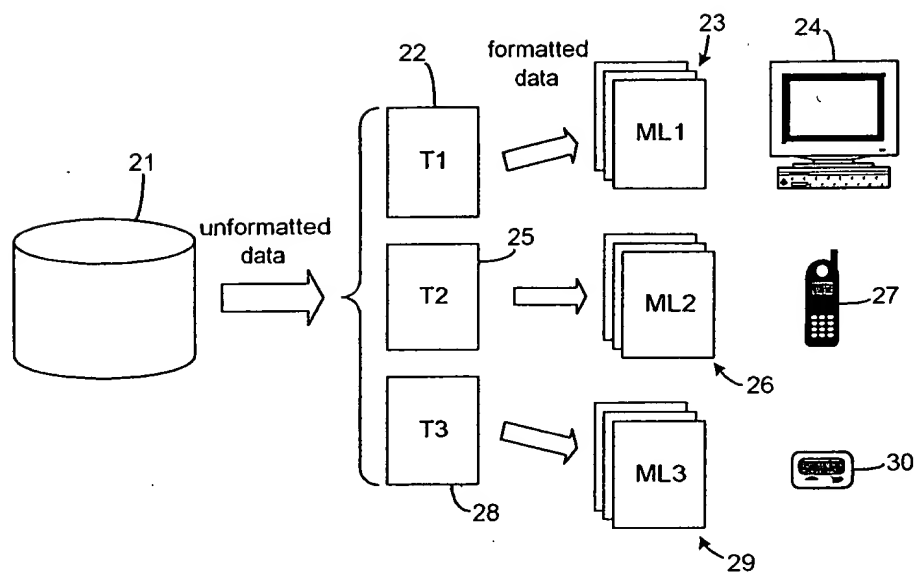 22
formatted
data
23
24
T1
ML1
21
unformatted
data
25
T2
ML2
27
26
T3
ML3
30
28
29